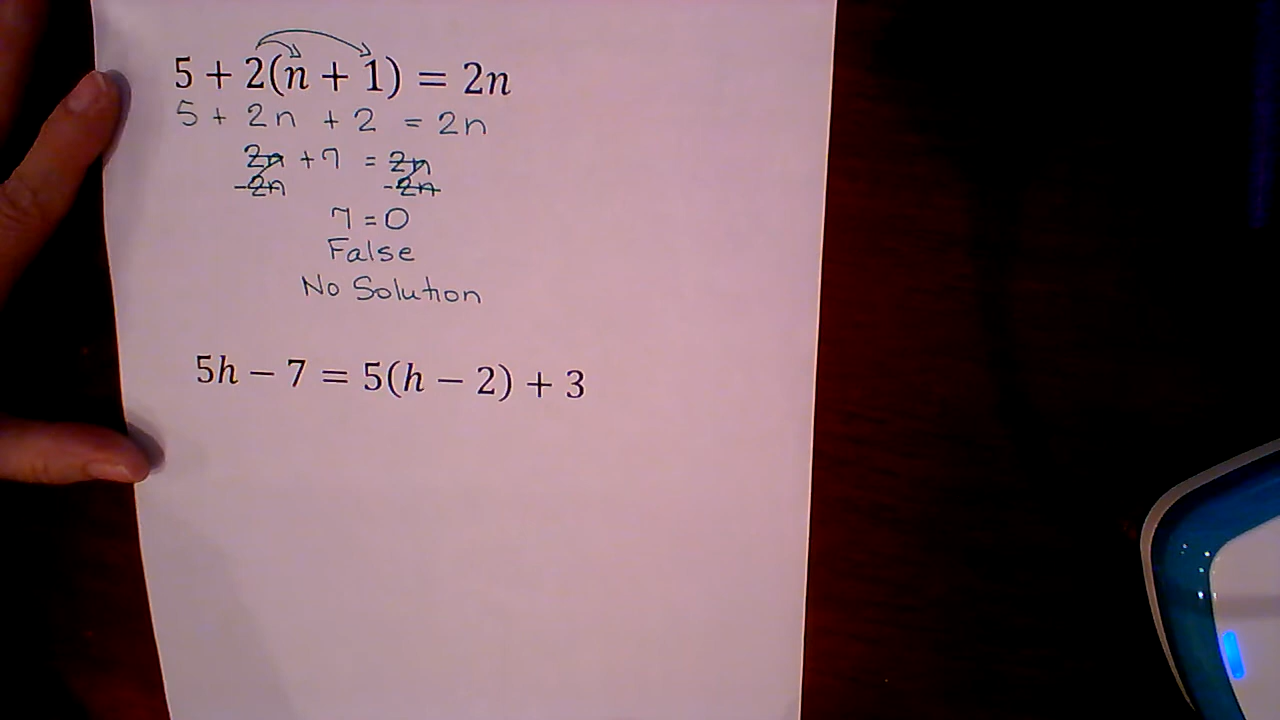 5 + 2(n + 1) = 2n
5 + 2n + 2 = 2n
2n + 7 = 2n
-2n -2n
7 = 0
False
No Solution
5h − 7 = 5(h − 2) + 3